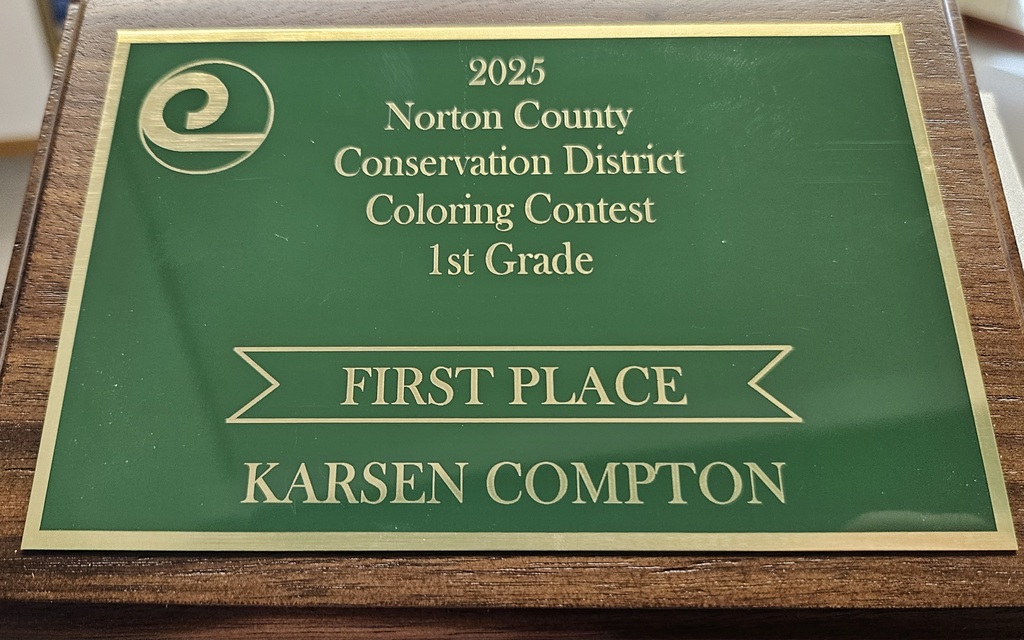 2025
Norton County
Conservation District
Coloring Contest
1st Grade
FIRST PLACE
KARSEN COMPTON